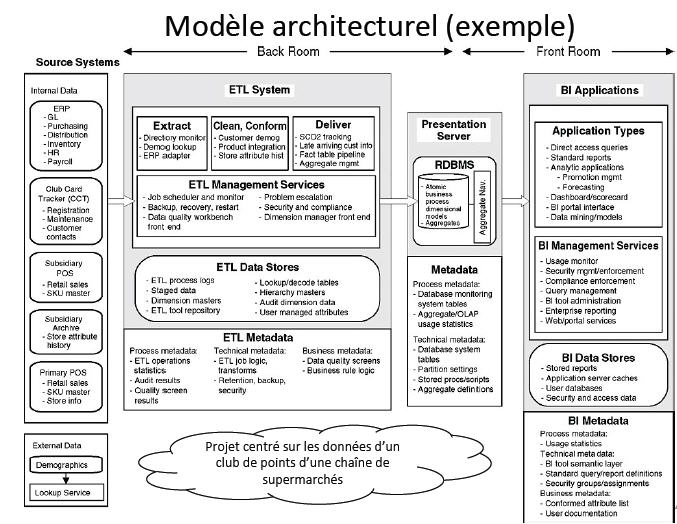 Modèle architecturel (exemple)
Back Room
Front Room
Source Systems
Internal Data
ERP
- GL
- Purchasing
- Distribution
- Inventory
- HR
- Payroll
Club Card
Tracker (CCT)
- Registration
- Maintenance
- Customer
contacts
Subsidiary
POS
- Retail sales
- SKU master
Subsidiary
Archive
- Store attribute
history
Primary POS
- Retail sales
- SKU master
- Store info
External Data
Demographics
Lookup Service
ETL System
Extract
- Directory monitor
- Demog lookup
- ERP adapter
Clean, Conform
- Customer demog
- Product integration
- Store attribute hist
Deliver
- SCD2 tracking
- Late arriving cust info
- Fact table pipeline
- Aggregate mgmt
ETL Management Services
- Job scheduler and monitor
- Backup, recovery, restart
- Data quality workbench
front end
- Problem escalation
- Security and compliance
- Dimension manager front end
ETL Data Stores
- ETL process logs
- Staged data
- Dimension masters
- ETL tool repository
- Lookup/decode tables
- Hierarchy masters
- Audit dimension data
- User managed attributes
ETL Metadata
Process metadata:
- ETL operations
statistics
- Audit results
- Quality screen
results
Technical metadata:
- ETL job logic,
transforms
- Retention, backup,
security
Business metadata:
- Data quality screens
- Business rule logic
Projet centré sur les données d'un
club de points d'une chaîne de
supermarchés
Presentation
Server
RDBMS
- Atomic
business
process
dimensional
models
- Aggregates
Aggregate Nav.
Metadata
Process metadata:
- Database monitoring
system tables
- Aggregate/OLAP
usage statistics
Technical metadata:
- Database system
tables
- Partition settings
- Stored procs/scripts
- Aggregate definitions
BI Applications
Application Types
- Direct access queries
- Standard reports
- Analytic applications
- Promotion mgmt
- Forecasting
- Dashboard/scorecard
- BI portal interface
- Data mining/models
BI Management Services
- Usage monitor
- Security mgmt/enforcement
- Compliance enforcement
- Query management
- BI tool administration
- Enterprise reporting
- Web/portal services
BI Data Stores
- Stored reports
- Application server caches
- User databases
- Security and access data
BI Metadata
Process metadata:
- Usage statistics
Technical metadata:
- BI tool semantic layer
- Standard query/report definitions
- Security groups/assignments
Business metadata:
- Conformed attribute list
- User documentation